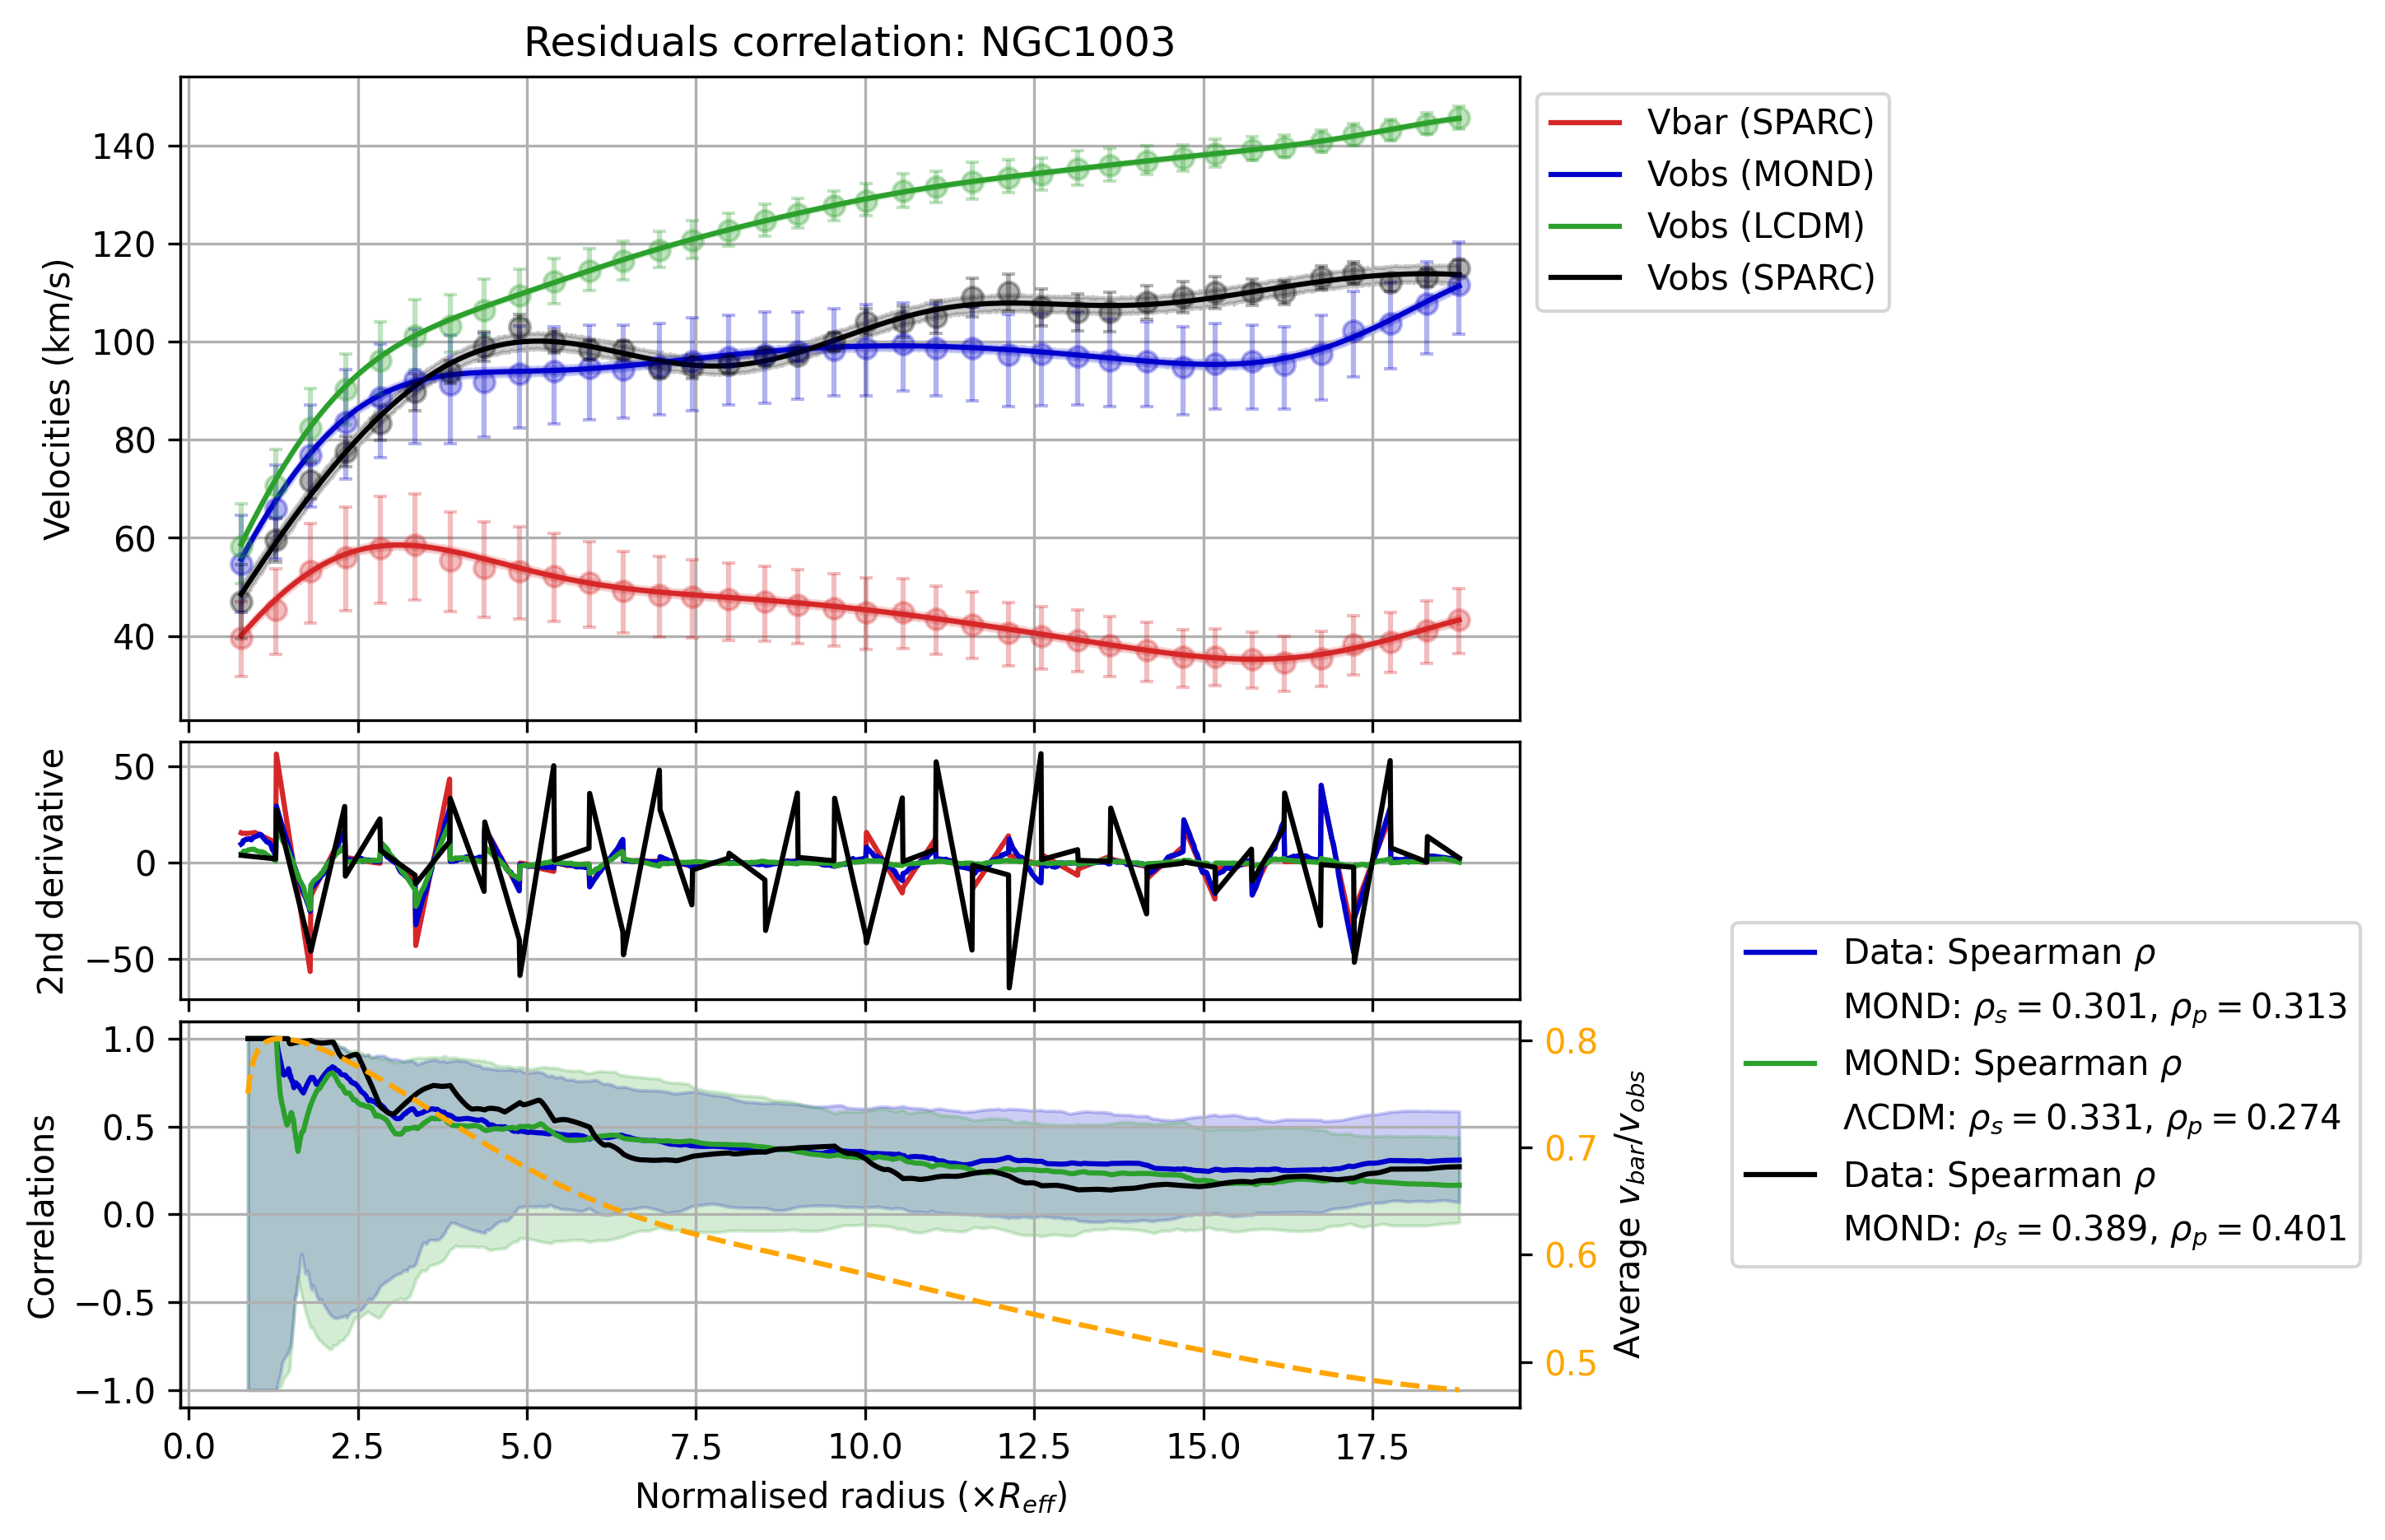 Residuals correlation: NGC1003
Velocities (km/s)
140
120
100
80
60
40
Vbar (SPARC)
Vobs (MOND)
Vobs (LCDM)
Vobs (SPARC)
2nd derivative
50
0
−50
Correlations
1.0
0.5
0.0
−0.5
−1.0
0.8
0.7
0.6
0.5
Average v_bar/v_obs
Data: Spearman ρ
MOND: ρ_s = 0.301, ρ_p = 0.313
MOND: Spearman ρ
ΛCDM: ρ_s = 0.331, ρ_p = 0.274
Data: Spearman ρ
MOND: ρ_s = 0.389, ρ_p = 0.401
0.0 2.5 5.0 7.5 10.0 12.5 15.0 17.5
Normalised radius (×R_eff)